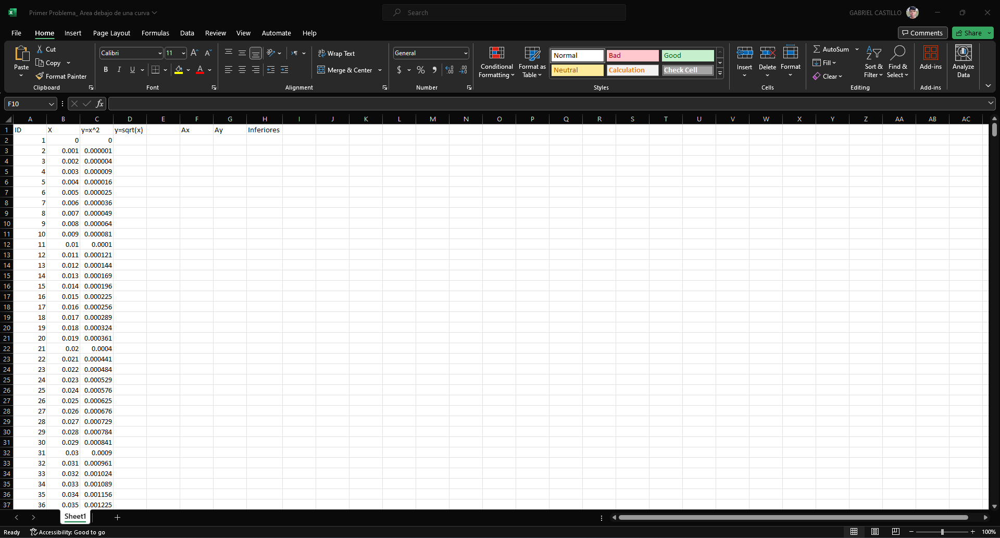 Primer Problema_ Area debajo de una curva
Search
GABRIEL CASTILLO
File Home Insert Page Layout Formulas Data Review View Automate Help
Comments Share
Paste
Cut
Copy
Format Painter
Clipboard
Calibri 11
B I U
Font
Wrap Text
Merge & Center
Alignment
General
$ %
Number
Conditional Formatting
Format as Table
Normal Bad Good
Neutral Calculation Check Cell
Styles
Insert Delete Format
Cells
AutoSum
Fill
Clear
Sort & Filter
Find & Select
Editing
Add-ins
Add-ins
Analyze Data
F10 fx
A B C D E F G H I J K L M N O P Q R S T U V W X Y Z AA AB AC
1 ID X y=x^2 y=sqrt(x) Ax Ay Inferiores
2 1 0 0
3 2 0.001 0.000001
4 3 0.002 0.000004
5 4 0.003 0.000009
6 5 0.004 0.000016
7 6 0.005 0.000025
8 7 0.006 0.000036
9 8 0.007 0.000049
10 9 0.008 0.000064
11 10 0.009 0.000081
12 11 0.01 0.0001
13 12 0.011 0.000121
14 13 0.012 0.000144
15 14 0.013 0.000169
16 15 0.014 0.000196
17 16 0.015 0.000225
18 17 0.016 0.000256
19 18 0.017 0.000289
20 19 0.018 0.000324
21 20 0.019 0.000361
22 21 0.02 0.0004
23 22 0.021 0.000441
24 23 0.022 0.000484
25 24 0.023 0.000529
26 25 0.024 0.000576
27 26 0.025 0.000625
28 27 0.026 0.000676
29 28 0.027 0.000729
30 29 0.028 0.000784
31 30 0.029 0.000841
32 31 0.03 0.0009
33 32 0.031 0.000961
34 33 0.032 0.001024
35 34 0.033 0.001089
36 35 0.034 0.001156
37 36 0.035 0.001225
Sheet1
Ready Accessibility: Good to go 100%